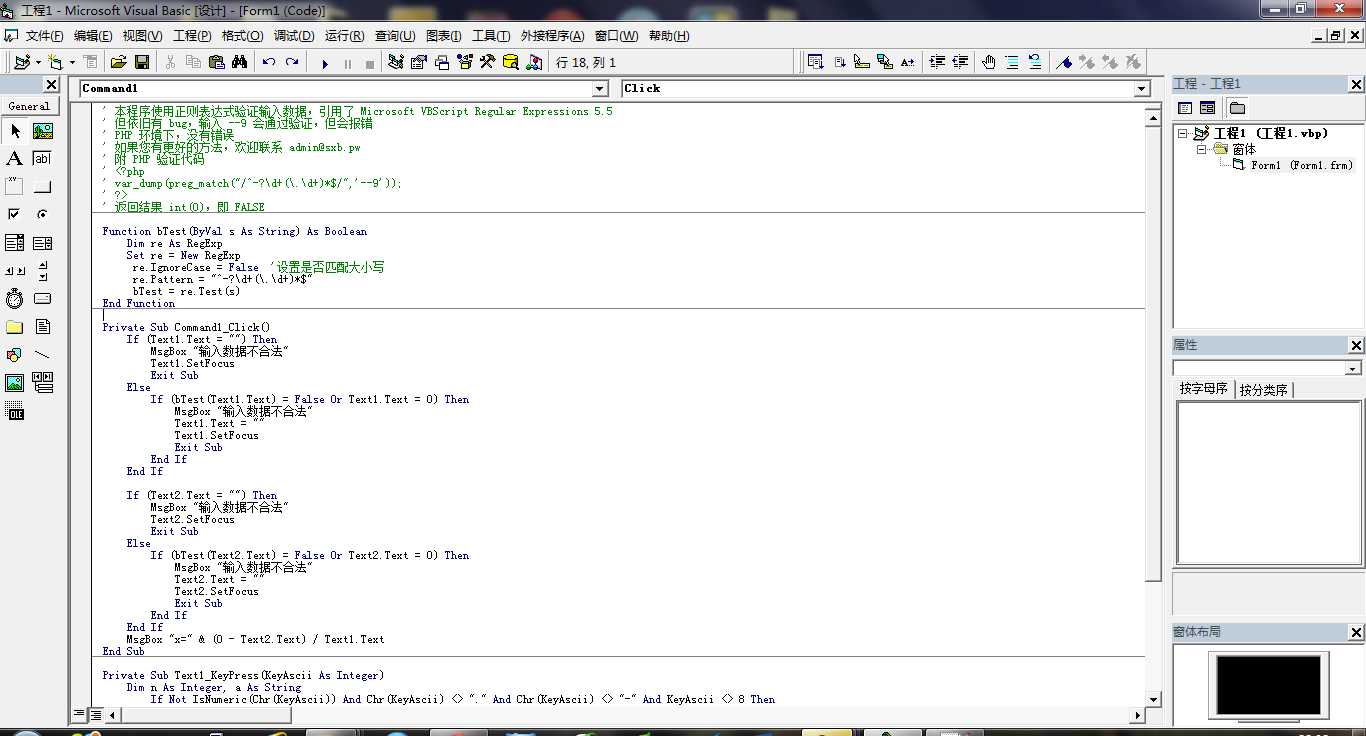 工程1 - Microsoft Visual Basic [设计] - [Form1 (Code)]
文件(F) 编辑(E) 视图(V) 工程(P) 格式(O) 调试(D) 运行(R) 查询(U) 图表(I) 工具(T) 外接程序(A) 窗口(W) 帮助(H)
行 18, 列 1
General
A
ab|
xy
OLE
Command1
Click
' 本程序使用正则表达式验证输入数据，引用了 Microsoft VBScript Regular Expressions 5.5
' 但依旧有 bug，输入 --9 会通过验证，但会报错
' PHP 环境下，没有错误
' 如果您有更好的方法，欢迎联系 admin@sxb.pw
' 附 PHP 验证代码
' <?php
' var_dump(preg_match("/^-?\d+(\.\d+)*$/",'--9'));
' ?>
' 返回结果 int(0)，即 FALSE
Function bTest(ByVal s As String) As Boolean
Dim re As RegExp
Set re = New RegExp
re.IgnoreCase = False '设置是否匹配大小写
re.Pattern = "^-?\d+(\.\d+)*$"
bTest = re.Test(s)
End Function
Private Sub Command1_Click()
If (Text1.Text = "") Then
MsgBox "输入数据不合法"
Text1.SetFocus
Exit Sub
Else
If (bTest(Text1.Text) = False Or Text1.Text = 0) Then
MsgBox "输入数据不合法"
Text1.Text = ""
Text1.SetFocus
Exit Sub
End If
End If
If (Text2.Text = "") Then
MsgBox "输入数据不合法"
Text2.SetFocus
Exit Sub
Else
If (bTest(Text2.Text) = False Or Text2.Text = 0) Then
MsgBox "输入数据不合法"
Text2.Text = ""
Text2.SetFocus
Exit Sub
End If
End If
MsgBox "x=" & (0 - Text2.Text) / Text1.Text
End Sub
Private Sub Text1_KeyPress(KeyAscii As Integer)
Dim n As Integer, a As String
If Not IsNumeric(Chr(KeyAscii)) And Chr(KeyAscii) <> "." And Chr(KeyAscii) <> "-" And KeyAscii <> 8 Then
工程 - 工程1
工程1 (工程1.vbp)
窗体
Form1 (Form1.frm)
属性
按字母序 按分类序
窗体布局